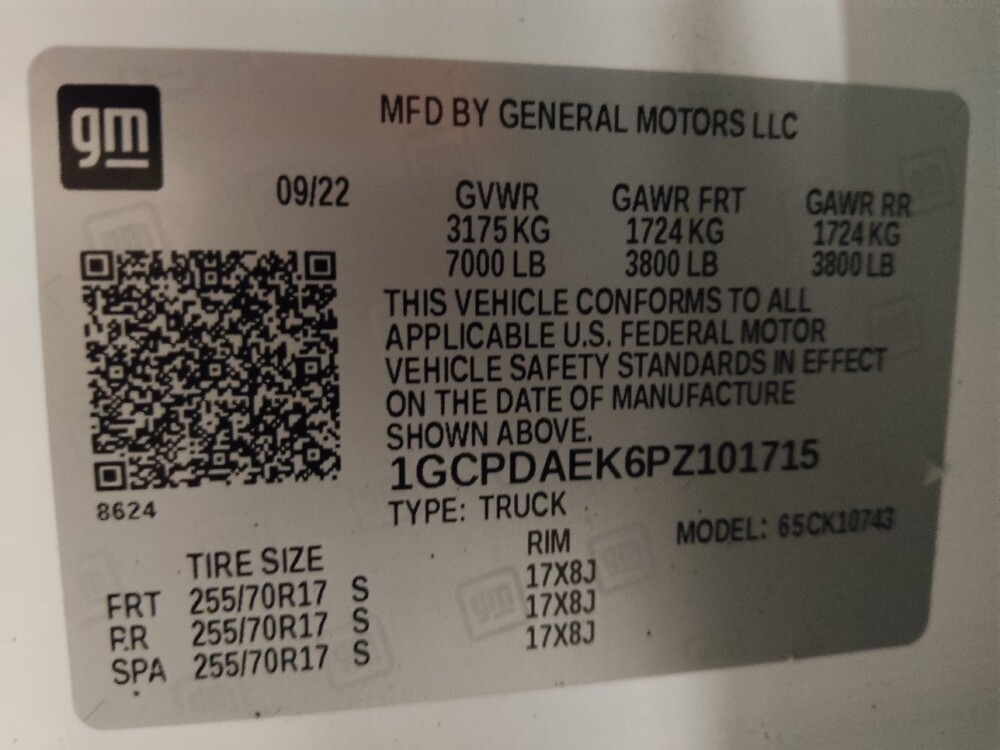 gm
MFD BY GENERAL MOTORS LLC
09/22 GVWR GAWR FRT GAWR RR
3175 KG 1724 KG 1724 KG
7000 LB 3800 LB 3800 LB
THIS VEHICLE CONFORMS TO ALL
APPLICABLE U.S. FEDERAL MOTOR
VEHICLE SAFETY STANDARDS IN EFFECT
ON THE DATE OF MANUFACTURE
SHOWN ABOVE.
1GCPDAEK6PZ101715
8624
TYPE: TRUCK
MODEL: 65CK10743
TIRE SIZE RIM
FRT 255/70R17 S 17X8J
RR 255/70R17 S 17X8J
SPA 255/70R17 S 17X8J